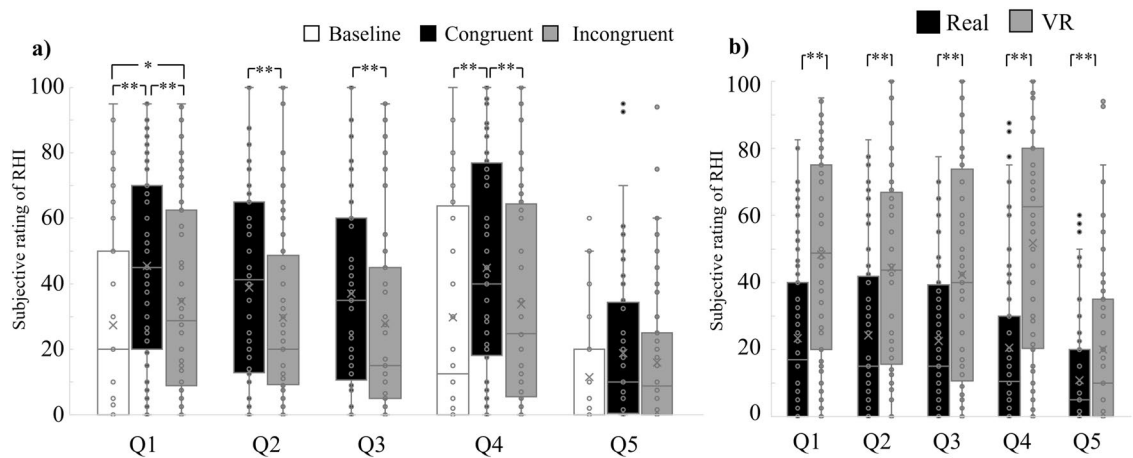 a)
Baseline Congruent Incongruent
* 
** ** ** ** ** **
Subjective rating of RHI
100
80
60
40
20
0
Q1 Q2 Q3 Q4 Q5
b)
Real VR
** ** ** ** **
Subjective rating of RHI
100
80
60
40
20
0
Q1 Q2 Q3 Q4 Q5